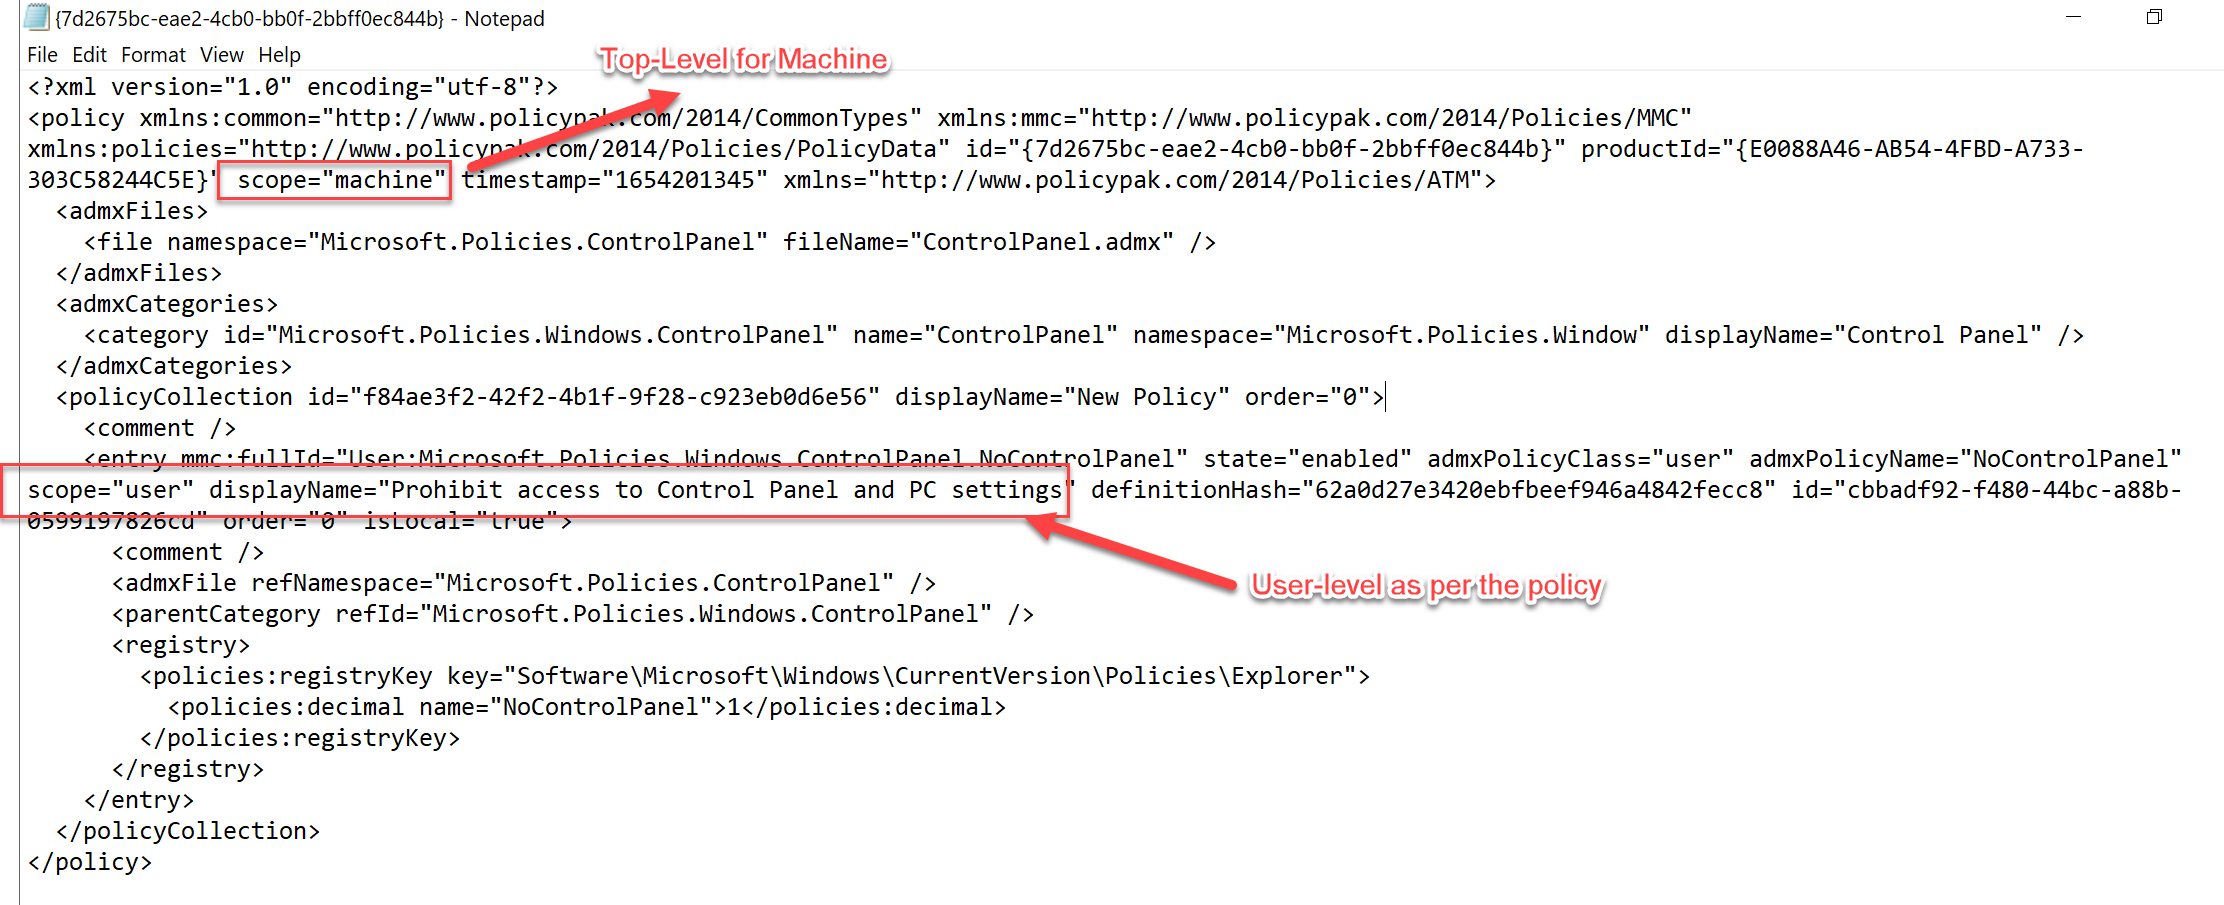 {7d2675bc-eae2-4cb0-bb0f-2bbff0ec844b} - Notepad
File Edit Format View Help
Top-Level for Machine
<?xml version="1.0" encoding="utf-8"?>
<policy xmlns:common="http://www.policypak.com/2014/CommonTypes" xmlns:mmc="http://www.policypak.com/2014/Policies/MMC"
xmlns:policies="http://www.policypak.com/2014/Policies/PolicyData" id="{7d2675bc-eae2-4cb0-bb0f-2bbff0ec844b}" productId="{E0088A46-AB54-4FBD-A733-
303C58244C5E}" scope="machine" timestamp="1654201345" xmlns="http://www.policypak.com/2014/Policies/ATM">
<admxFiles>
<file namespace="Microsoft.Policies.ControlPanel" fileName="ControlPanel.admx" />
</admxFiles>
<admxCategories>
<category id="Microsoft.Policies.Windows.ControlPanel" name="ControlPanel" namespace="Microsoft.Policies.Window" displayName="Control Panel" />
</admxCategories>
<policyCollection id="f84ae3f2-42f2-4b1f-9f28-c923eb0d6e56" displayName="New Policy" order="0">
<comment />
<entry mmc:fullId="User:Microsoft.Policies.Windows.ControlPanel.NoControlPanel" state="enabled" admxPolicyClass="user" admxPolicyName="NoControlPanel"
scope="user" displayName="Prohibit access to Control Panel and PC settings" definitionHash="62a0d27e3420ebfbeef946a4842fecc8" id="cbbadf92-f480-44bc-a88b-
0599197826cd" order="0" isLocal="true">
<comment />
<admxFile refNamespace="Microsoft.Policies.ControlPanel" />
User-level as per the policy
<parentCategory refId="Microsoft.Policies.Windows.ControlPanel" />
<registry>
<policies:registryKey key="Software\Microsoft\Windows\CurrentVersion\Policies\Explorer">
<policies:decimal name="NoControlPanel">1</policies:decimal>
</policies:registryKey>
</registry>
</entry>
</policyCollection>
</policy>